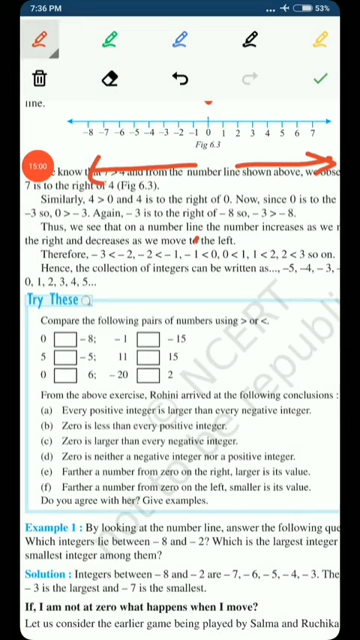 7:36 PM
... 53%
line.
-8 -7 -6 -5 -4 -3 -2 -1 0 1 2 3 4 5 6 7
Fig 6.3
15:00 know that 7 > 4 and from the number line shown above, we obse
7 is to the right of 4 (Fig 6.3).
Similarly, 4 > 0 and 4 is to the right of 0. Now, since 0 is to the
-3 so, 0 > - 3. Again, - 3 is to the right of - 8 so, - 3 > - 8.
Thus, we see that on a number line the number increases as we
the right and decreases as we move to the left.
Therefore, - 3 < - 2, - 2 < - 1, - 1 < 0, 0 < 1, 1 < 2, 2 < 3 so on.
Hence, the collection of integers can be written as..., -5, -4, - 3, -
0, 1, 2, 3, 4, 5...
Try These
Compare the following pairs of numbers using > or <.
0 □ - 8; - 1 □ - 15
5 □ - 5; 11 □ 15
0 □ 6; - 20 □ 2
From the above exercise, Rohini arrived at the following conclusions :
(a) Every positive integer is larger than every negative integer.
(b) Zero is less than every positive integer.
(c) Zero is larger than every negative integer.
(d) Zero is neither a negative integer nor a positive integer.
(e) Farther a number from zero on the right, larger is its value.
(f) Farther a number from zero on the left, smaller is its value.
Do you agree with her? Give examples.
Example 1 : By looking at the number line, answer the following que
Which integers lie between - 8 and - 2? Which is the largest integer
smallest integer among them?
Solution : Integers between - 8 and - 2 are - 7, - 6, - 5, - 4, - 3. The
- 3 is the largest and - 7 is the smallest.
If, I am not at zero what happens when I move?
Let us consider the earlier game being played by Salma and Ruchika
© NCERT
not to be republi